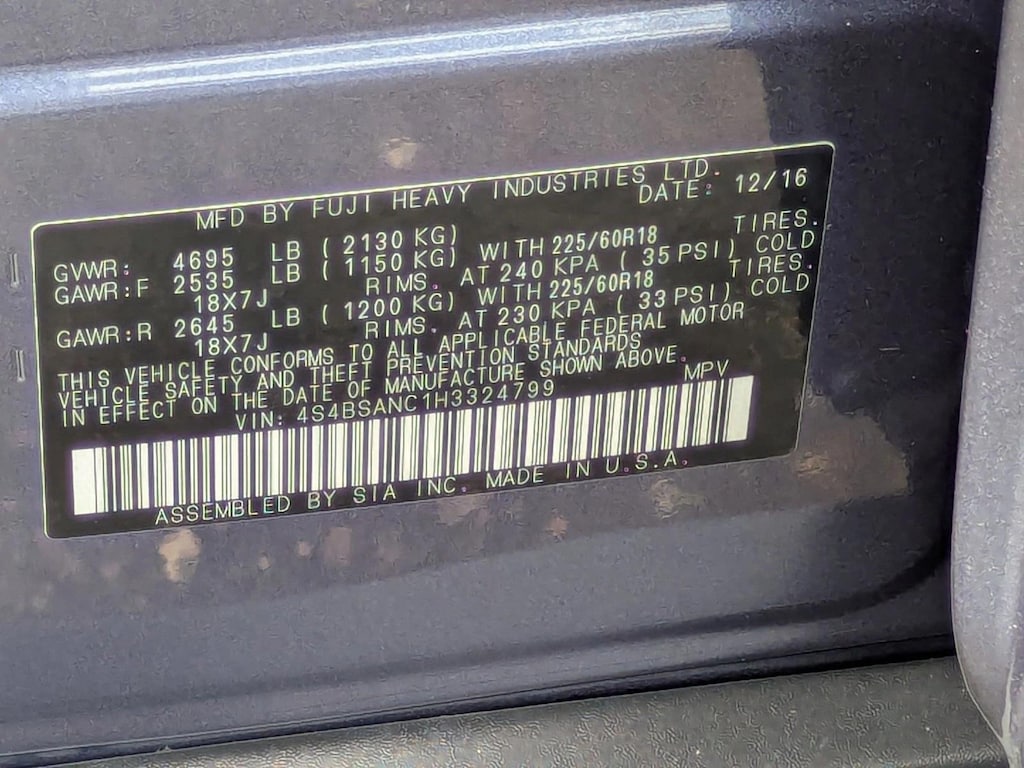 MFD BY FUJI HEAVY INDUSTRIES LTD.
DATE: 12/16
GVWR: 4695 LB ( 2130 KG)
GAWR:F 2535 LB ( 1150 KG) WITH 225/60R18 TIRES.
18X7J RIMS. AT 240 KPA ( 35 PSI) COLD
GAWR:R 2645 LB ( 1200 KG) WITH 225/60R18 TIRES.
18X7J RIMS. AT 230 KPA ( 33 PSI) COLD
THIS VEHICLE CONFORMS TO ALL APPLICABLE FEDERAL MOTOR
VEHICLE SAFETY AND THEFT PREVENTION STANDARDS
IN EFFECT ON THE DATE OF MANUFACTURE SHOWN ABOVE.
VIN: 4S4BSANC1H3324799 MPV
ASSEMBLED BY SIA INC. MADE IN U.S.A.